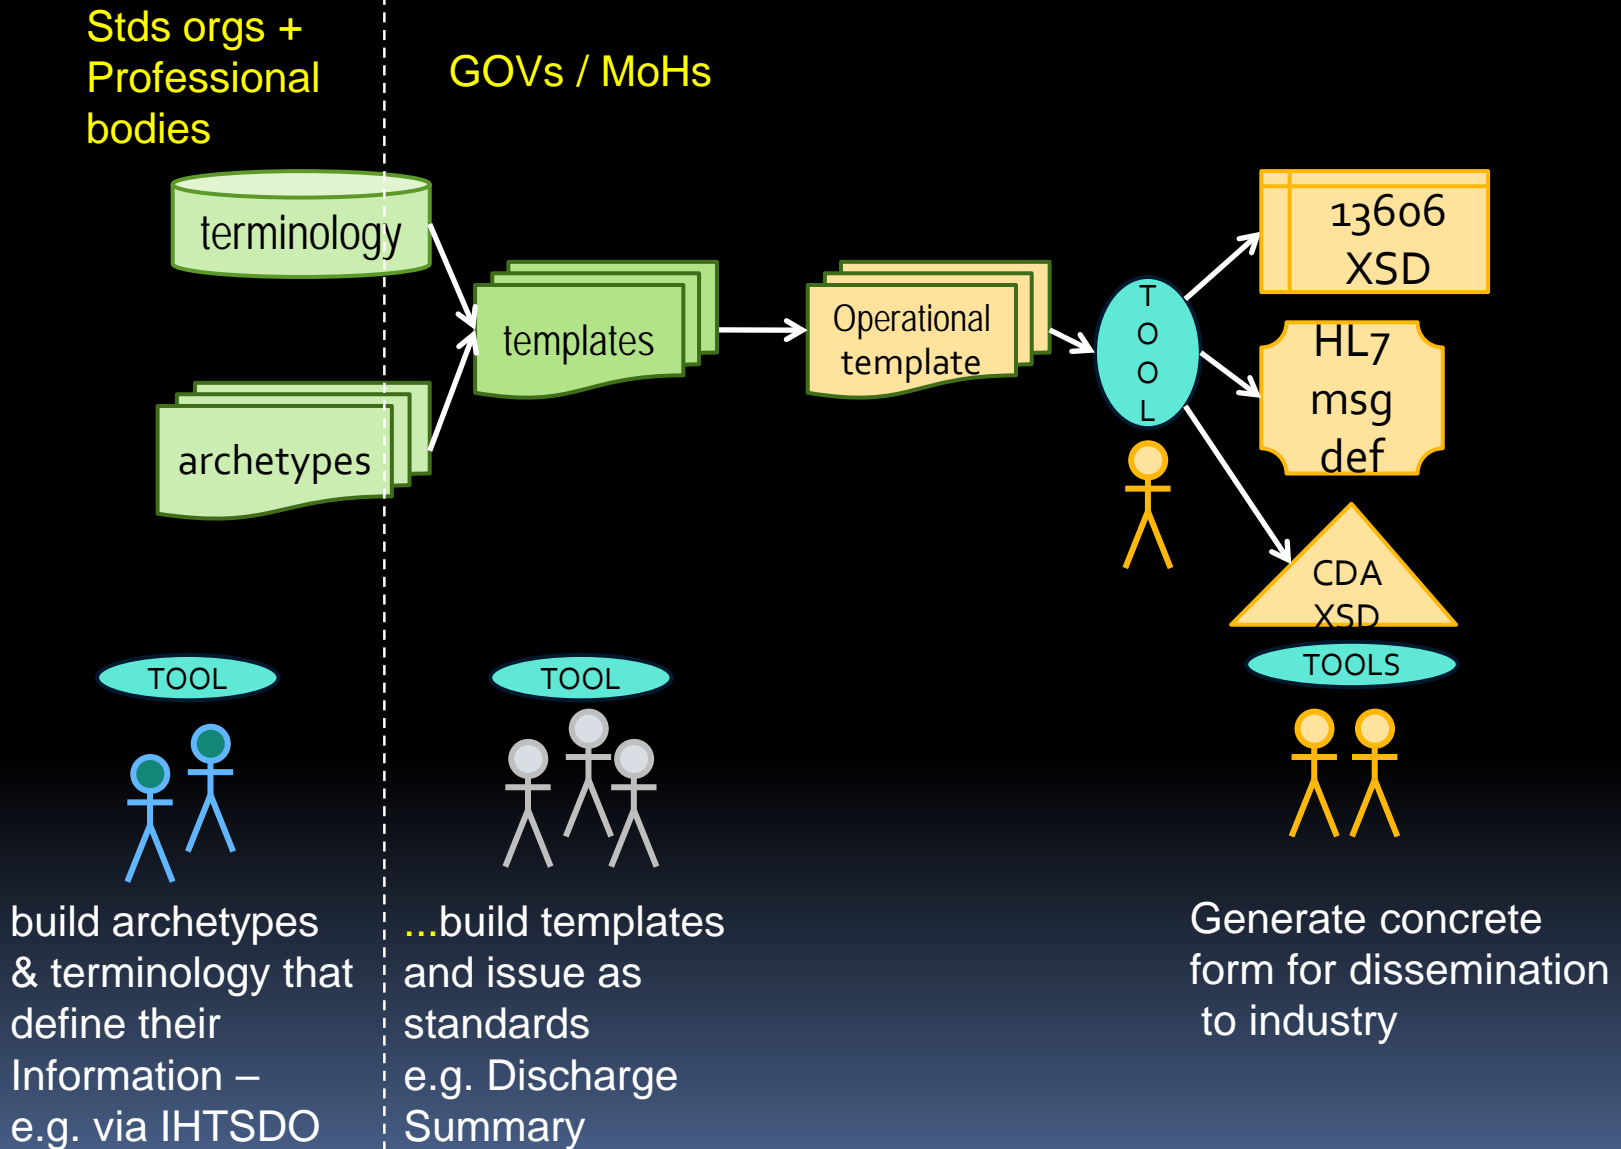 Stds orgs +
Professional
bodies
GOVs / MoHs
terminology
archetypes
templates
Operational
template
T
O
O
L
13606
XSD
HL7
msg
def
CDA
XSD
TOOL
TOOL
TOOLS
build archetypes
& terminology that
define their
Information –
e.g. via IHTSDO
...build templates
and issue as
standards
e.g. Discharge
Summary
Generate concrete
form for dissemination
to industry